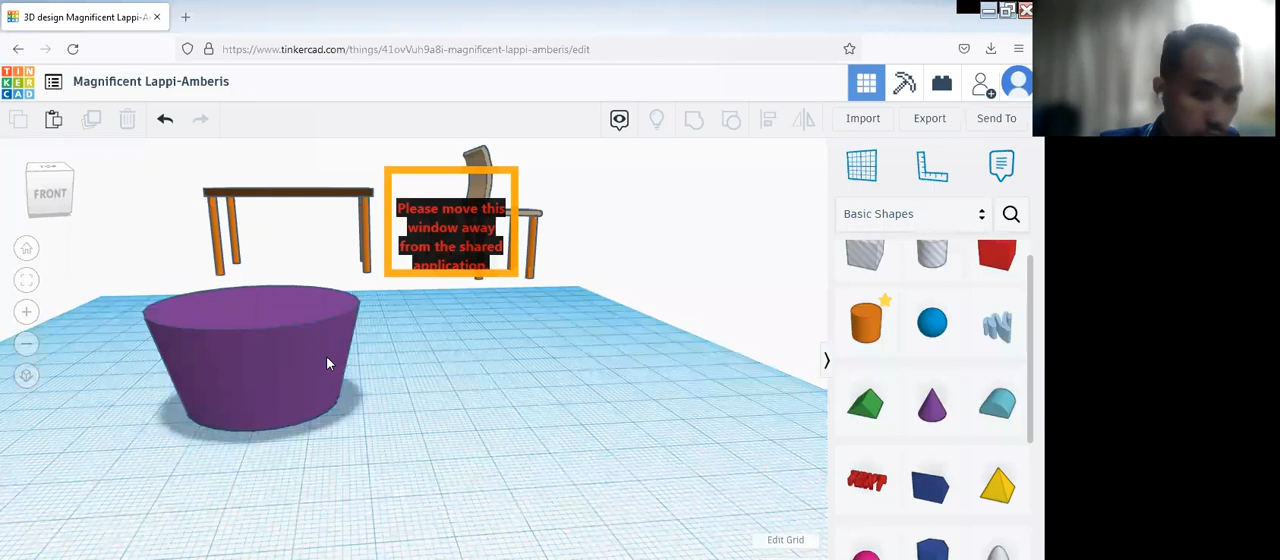 3D design Magnificent Lappi-A
https://www.tinkercad.com/things/41ovVuh9a8i-magnificent-lappi-amberis/edit
TIN
KER
CAD
Magnificent Lappi-Amberis
Import
Export
Send To
TOP
FRONT
Please move this
window away
from the shared
application
Basic Shapes
TEXT
Edit Grid